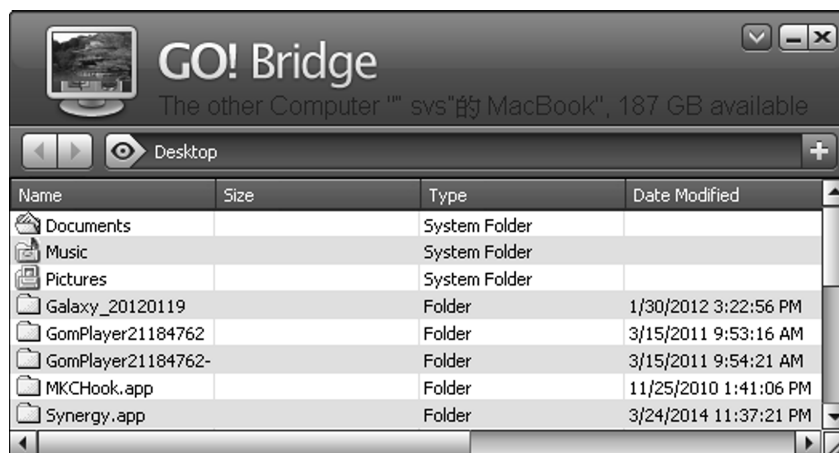 GO! Bridge
The other Computer "" svs"的 MacBook", 187 GB available
Desktop
Name Size Type Date Modified
Documents System Folder
Music System Folder
Pictures System Folder
Galaxy_20120119 Folder 1/30/2012 3:22:56 PM
GomPlayer21184762 Folder 3/15/2011 9:53:16 AM
GomPlayer21184762- Folder 3/15/2011 9:54:21 AM
MKCHook.app Folder 11/25/2010 1:41:06 PM
Synergy.app Folder 3/24/2014 11:37:21 PM